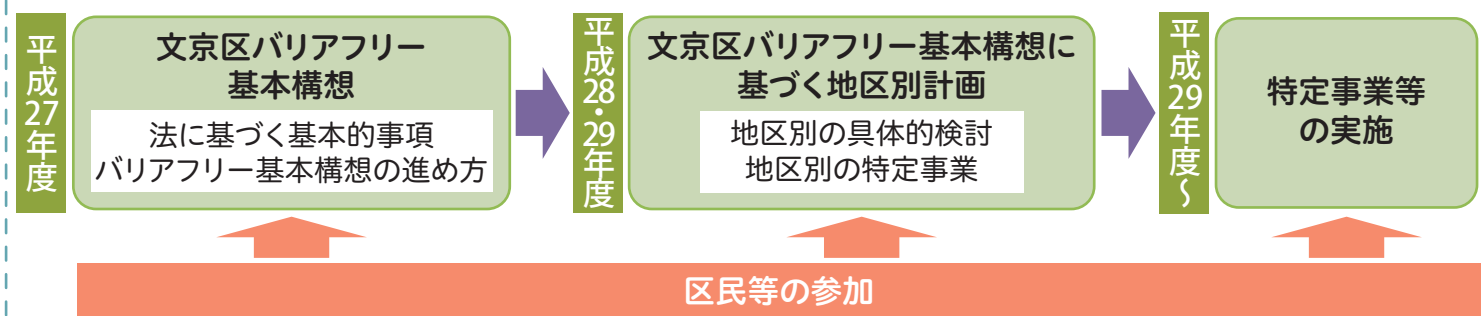 平成27年度
文京区バリアフリー
基本構想
法に基づく基本的事項
バリアフリー基本構想の進め方
平成28・29年度
文京区バリアフリー基本構想に
基づく地区別計画
地区別の具体的検討
地区別の特定事業
平成29年度～
特定事業等
の実施
区民等の参加